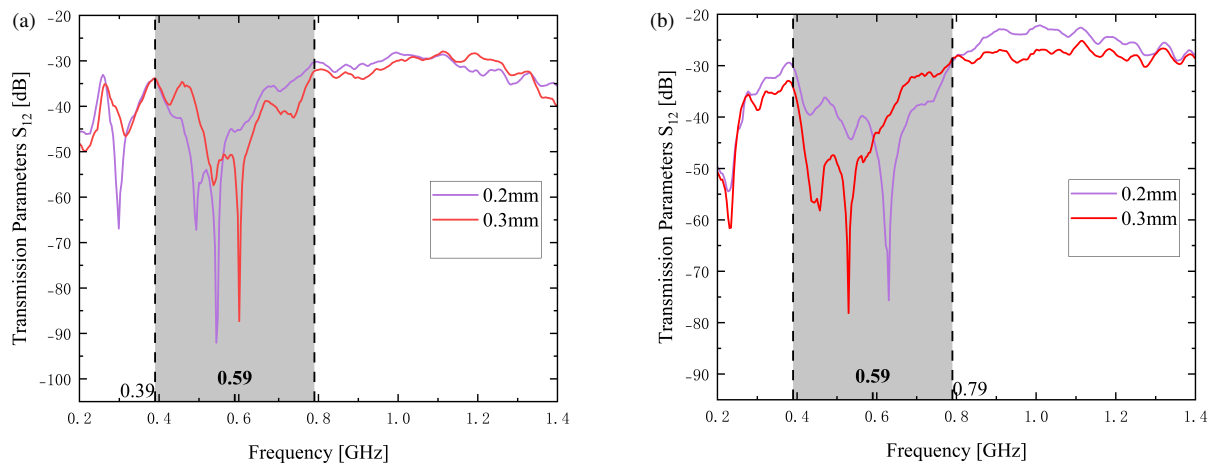 (a)
Transmission Parameters S12 [dB]
-20
-30
-40
-50
-60
-70
-80
-90
-100
0.2mm
0.3mm
0.39
0.59
0.2 0.4 0.6 0.8 1.0 1.2 1.4
Frequency [GHz]
(b)
Transmission Parameters S12 [dB]
-20
-30
-40
-50
-60
-70
-80
-90
0.2mm
0.3mm
0.59
0.79
0.2 0.4 0.6 0.8 1.0 1.2 1.4
Frequency [GHz]